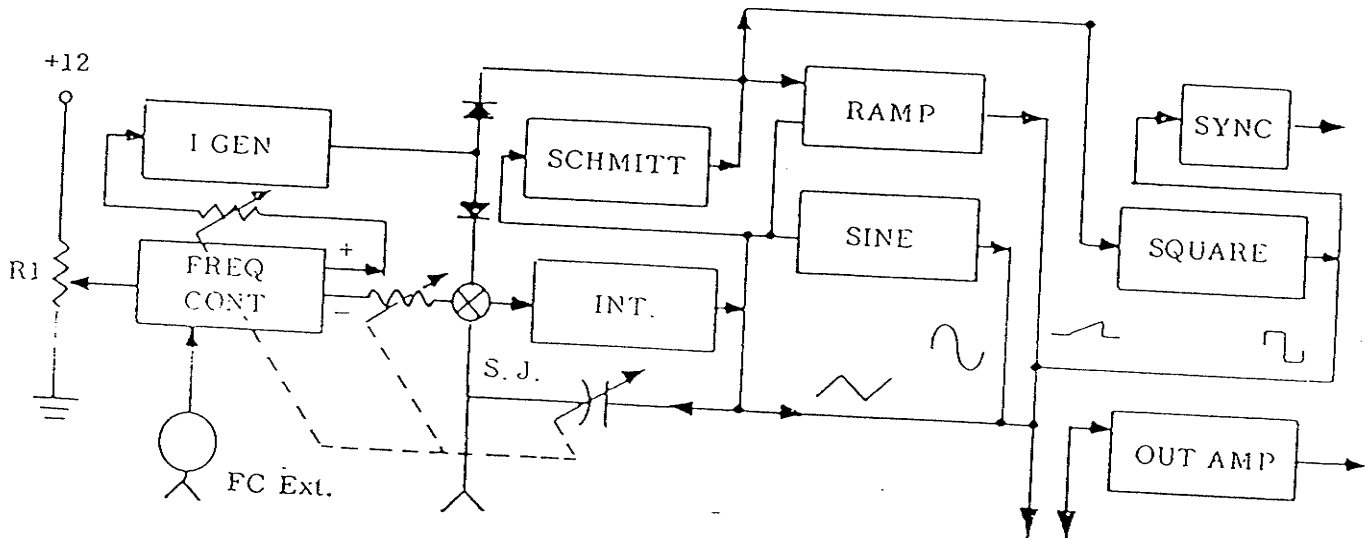 +12
I GEN
SCHMITT
RAMP
SYNC
R1
FREQ
CONT
+
-
SINE
SQUARE
INT.
S. J.
FC Ext.
OUT AMP